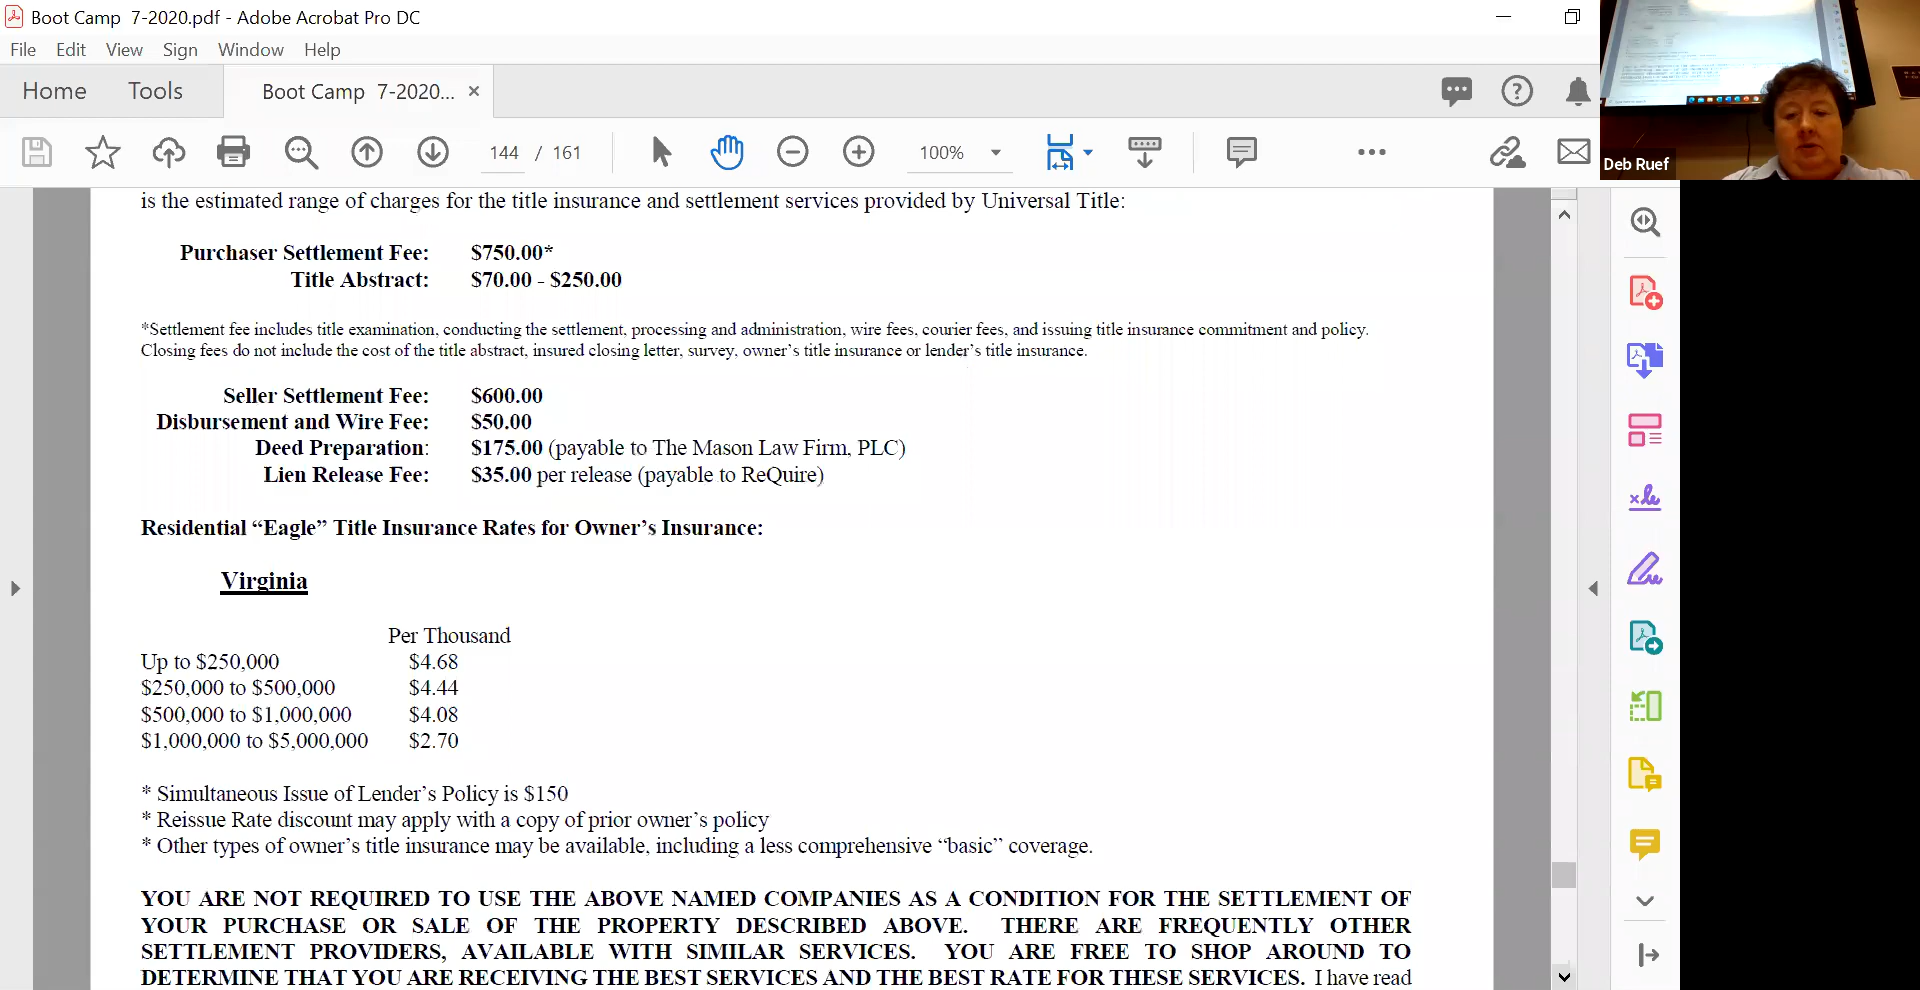 Boot Camp 7-2020.pdf - Adobe Acrobat Pro DC
File Edit View Sign Window Help
Home Tools Boot Camp 7-2020... ×
144 / 161 100%
Deb Ruef
is the estimated range of charges for the title insurance and settlement services provided by Universal Title:
Purchaser Settlement Fee: $750.00*
Title Abstract: $70.00 - $250.00
*Settlement fee includes title examination, conducting the settlement, processing and administration, wire fees, courier fees, and issuing title insurance commitment and policy.
Closing fees do not include the cost of the title abstract, insured closing letter, survey, owner's title insurance or lender's title insurance.
Seller Settlement Fee: $600.00
Disbursement and Wire Fee: $50.00
Deed Preparation: $175.00 (payable to The Mason Law Firm, PLC)
Lien Release Fee: $35.00 per release (payable to ReQuire)
Residential “Eagle” Title Insurance Rates for Owner’s Insurance:
Virginia
Per Thousand
Up to $250,000 $4.68
$250,000 to $500,000 $4.44
$500,000 to $1,000,000 $4.08
$1,000,000 to $5,000,000 $2.70
* Simultaneous Issue of Lender’s Policy is $150
* Reissue Rate discount may apply with a copy of prior owner’s policy
* Other types of owner’s title insurance may be available, including a less comprehensive “basic” coverage.
YOU ARE NOT REQUIRED TO USE THE ABOVE NAMED COMPANIES AS A CONDITION FOR THE SETTLEMENT OF
YOUR PURCHASE OR SALE OF THE PROPERTY DESCRIBED ABOVE. THERE ARE FREQUENTLY OTHER
SETTLEMENT PROVIDERS, AVAILABLE WITH SIMILAR SERVICES. YOU ARE FREE TO SHOP AROUND TO
DETERMINE THAT YOU ARE RECEIVING THE BEST SERVICES AND THE BEST RATE FOR THESE SERVICES. I have read